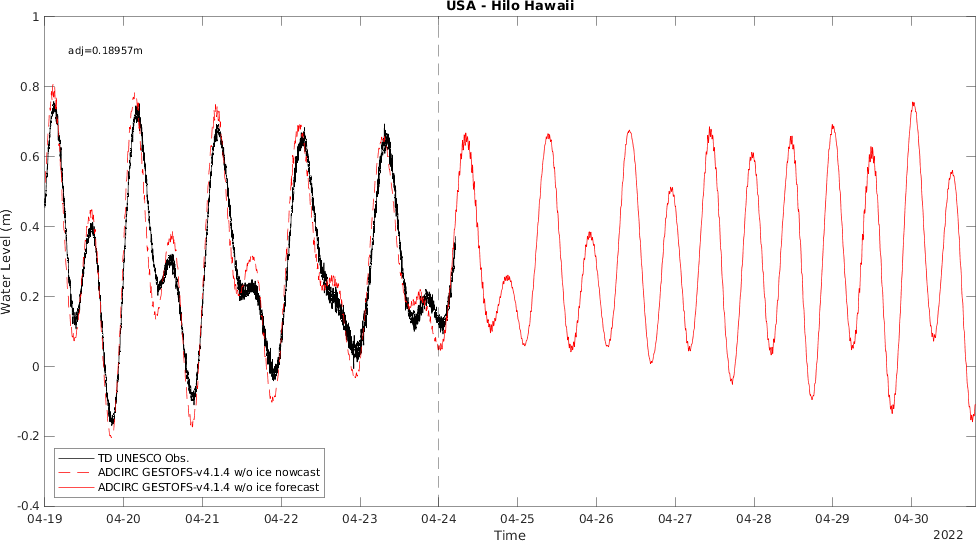 USA - Hilo Hawaii
adj=0.18957m
1
0.8
0.6
0.4
0.2
0
-0.2
-0.4
Water Level (m)
TD UNESCO Obs.
ADCIRC GESTOFS-v4.1.4 w/o ice nowcast
ADCIRC GESTOFS-v4.1.4 w/o ice forecast
04-19 04-20 04-21 04-22 04-23 04-24 04-25 04-26 04-27 04-28 04-29 04-30
Time
2022